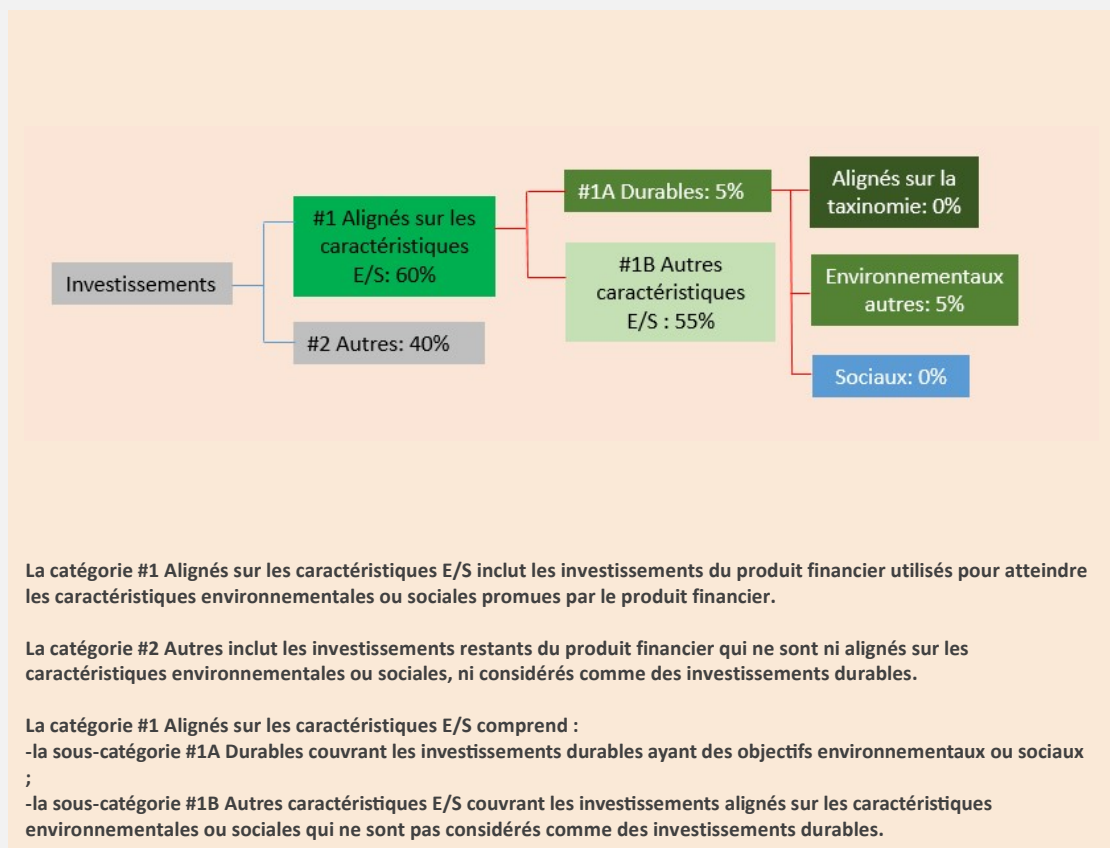 Investissements
#1 Alignés sur les
caractéristiques
E/S: 60%
#2 Autres: 40%
#1A Durables: 5%
#1B Autres
caractéristiques
E/S : 55%
Alignés sur la
taxinomie: 0%
Environnementaux
autres: 5%
Sociaux: 0%
La catégorie #1 Alignés sur les caractéristiques E/S inclut les investissements du produit financier utilisés pour atteindre
les caractéristiques environnementales ou sociales promues par le produit financier.
La catégorie #2 Autres inclut les investissements restants du produit financier qui ne sont ni alignés sur les
caractéristiques environnementales ou sociales, ni considérés comme des investissements durables.
La catégorie #1 Alignés sur les caractéristiques E/S comprend :
-la sous-catégorie #1A Durables couvrant les investissements durables ayant des objectifs environnementaux ou sociaux
;
-la sous-catégorie #1B Autres caractéristiques E/S couvrant les investissements alignés sur les caractéristiques
environnementales ou sociales qui ne sont pas considérés comme des investissements durables.